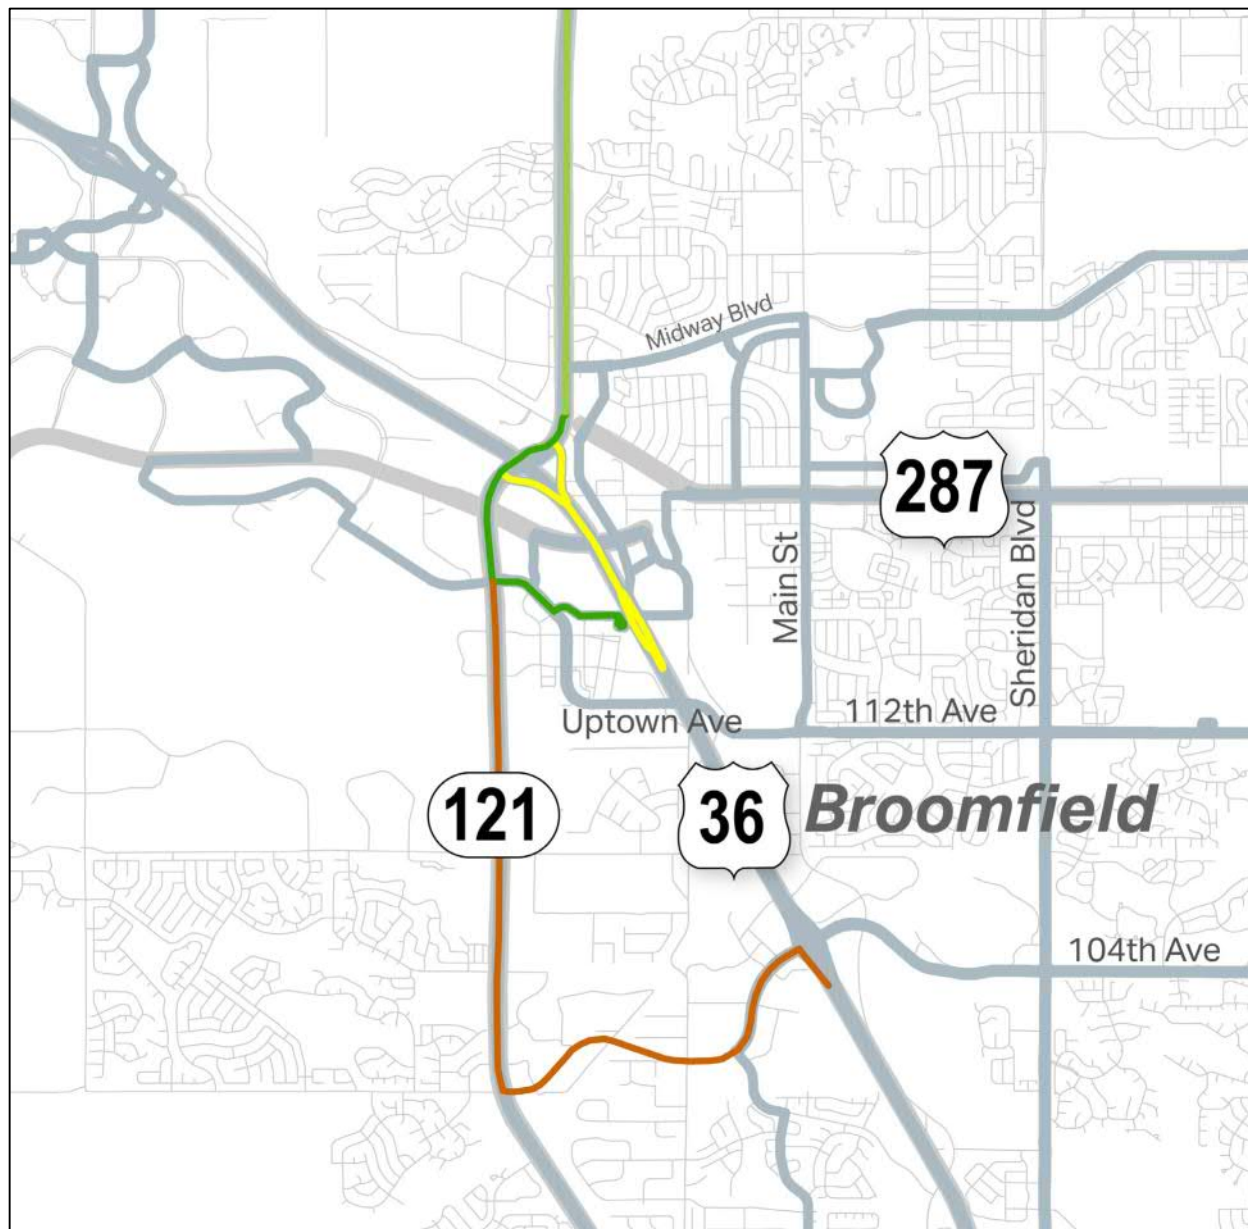 Midway Blvd
287
Main St
Sheridan Blvd
Uptown Ave
112th Ave
121
36
Broomfield
104th Ave